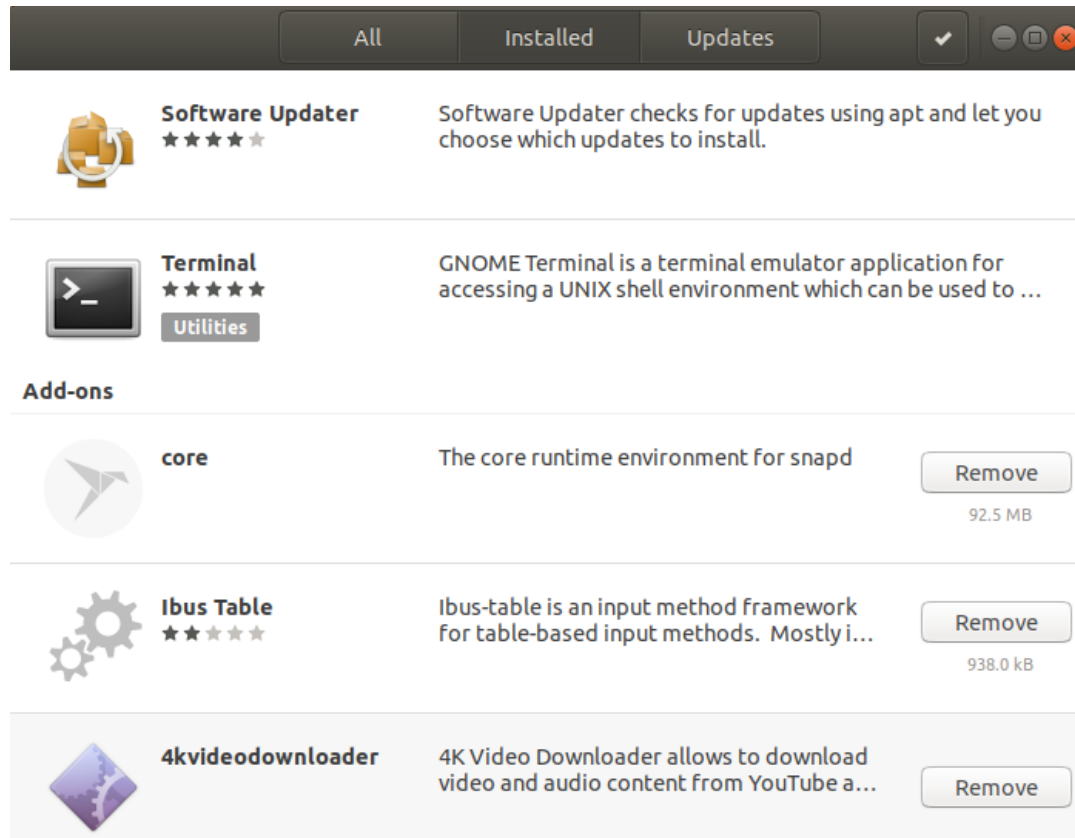 All Installed Updates
Software Updater
Software Updater checks for updates using apt and let you
choose which updates to install.
>_
Terminal
Utilities
GNOME Terminal is a terminal emulator application for
accessing a UNIX shell environment which can be used to …
Add-ons
core
The core runtime environment for snapd
Remove
92.5 MB
Ibus Table
Ibus-table is an input method framework
for table-based input methods. Mostly i…
Remove
938.0 kB
4kvideodownloader
4K Video Downloader allows to download
video and audio content from YouTube a…
Remove